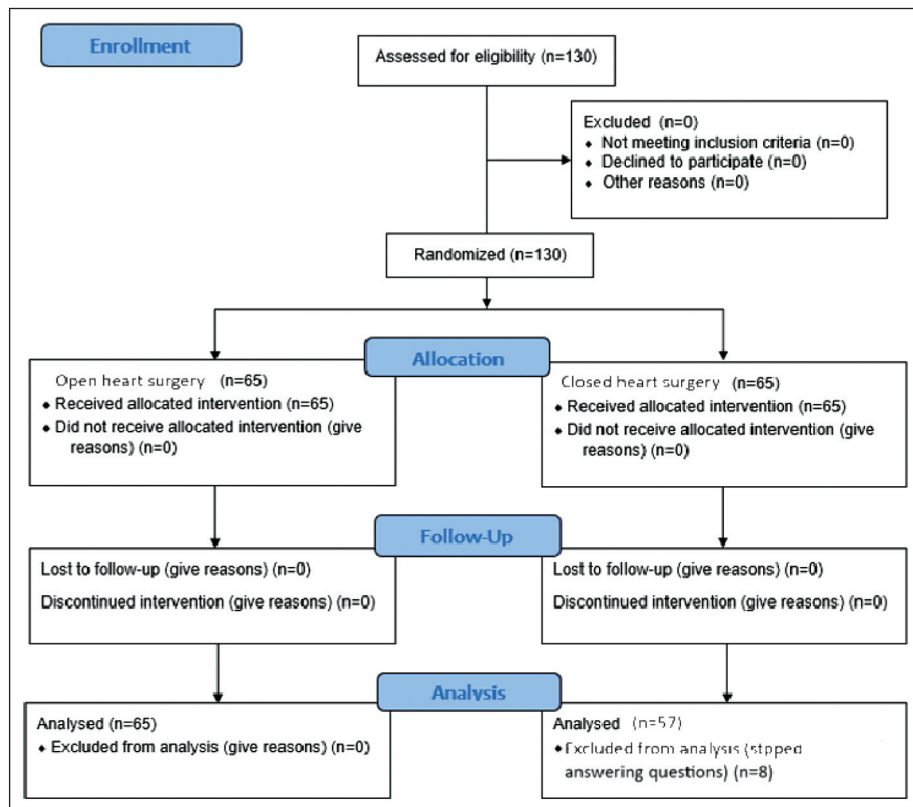 Enrollment
Assessed for eligibility (n=130)
Excluded (n=0)
♦ Not meeting inclusion criteria (n=0)
♦ Declined to participate (n=0)
♦ Other reasons (n=0)
Randomized (n=130)
Allocation
Open heart surgery (n=65)
♦ Received allocated intervention (n=65)
♦ Did not receive allocated intervention (give
reasons) (n=0)
Closed heart surgery (n=65)
♦ Received allocated intervention (n=65)
♦ Did not receive allocated intervention (give
reasons) (n=0)
Follow-Up
Lost to follow-up (give reasons) (n=0)
Discontinued intervention (give reasons) (n=0)
Lost to follow-up (give reasons) (n=0)
Discontinued intervention (give reasons) (n=0)
Analysis
Analysed (n=65)
♦ Excluded from analysis (give reasons) (n=0)
Analysed (n=57)
♦Excluded from analysis (stpped
answering questions) (n=8)